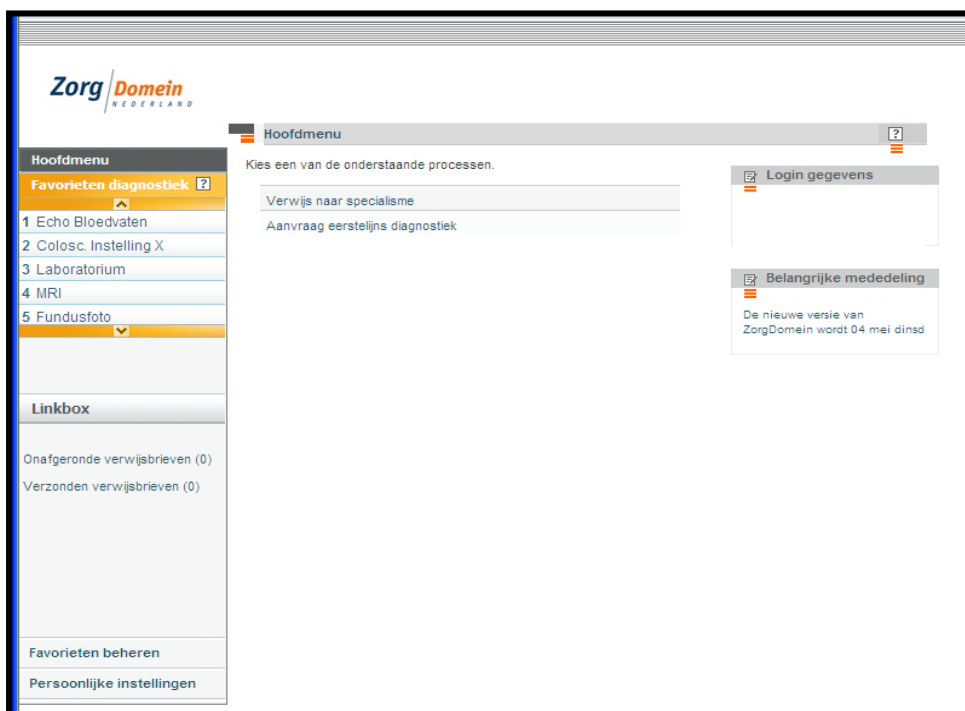 Zorg Domein
NEDERLAND
Hoofdmenu
Favorieten diagnostiek ?
1 Echo Bloedvaten
2 Colosc. Instelling X
3 Laboratorium
4 MRI
5 Fundusfoto
Linkbox
Onafgeronde verwijsbrieven (0)
Verzonden verwijsbrieven (0)
Favorieten beheren
Persoonlijke instellingen
Hoofdmenu ?
Kies een van de onderstaande processen.
Verwijs naar specialisme
Aanvraag eerstelijns diagnostiek
Login gegevens
Belangrijke mededeling
De nieuwe versie van
ZorgDomein wordt 04 mei dinsd